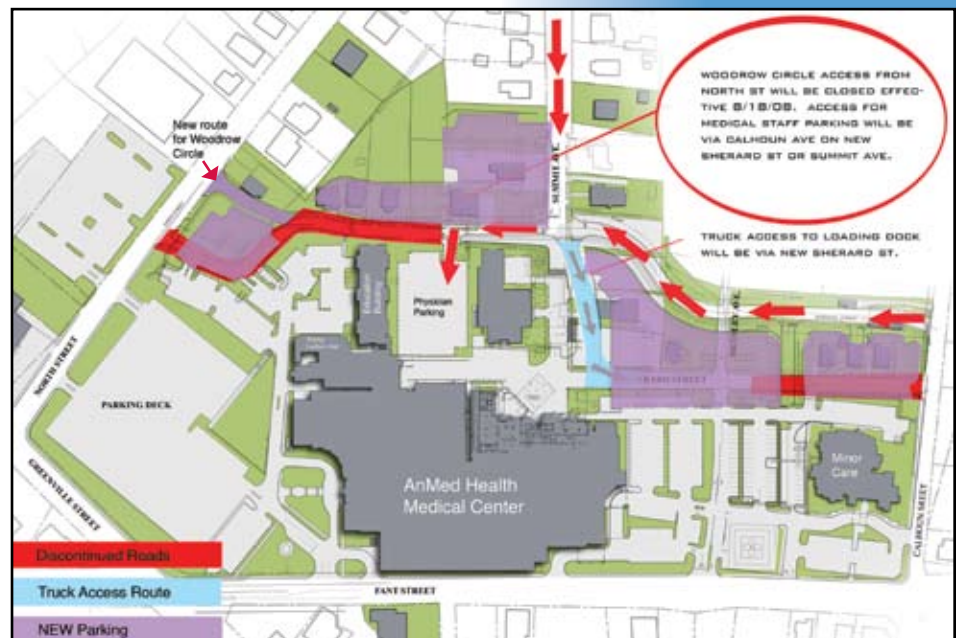 WOODROW CIRCLE ACCESS FROM
NORTH ST WILL BE CLOSED EFFEC-
TIVE 8/18/08. ACCESS FOR
MEDICAL STAFF PARKING WILL BE
VIA CALHOUN AVE ON NEW
SHERARD ST OR SUMMIT AVE.
New route
for Woodrow
Circle
SUMMIT AVE.
TRUCK ACCESS TO LOADING DOCK
WILL BE VIA NEW SHERARD ST.
Education
Building
Physician
Parking
NORTH STREET
PARKING DECK
STREET
GREENVILLE STREET
AnMed Health
Medical Center
Minor
Care
CALHOUN STREET
FANT STREET
Discontinued Roads
Truck Access Route
NEW Parking